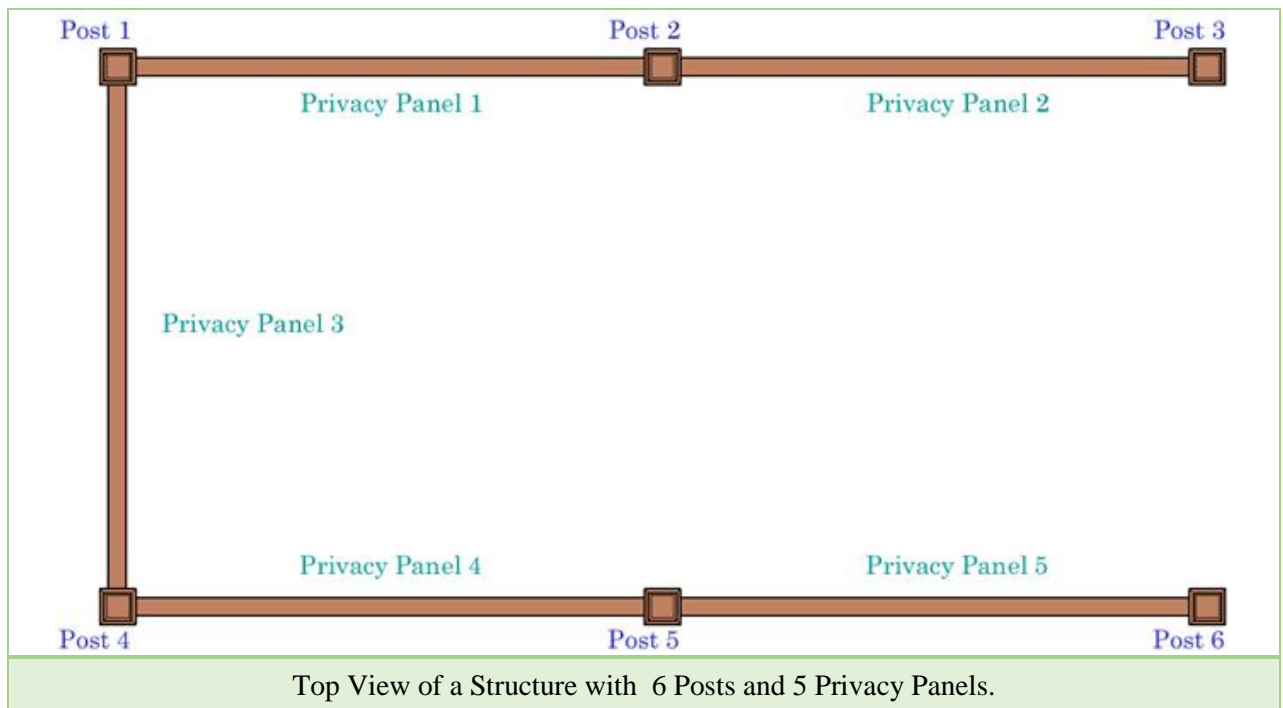 Post 1 Post 2 Post 3
Privacy Panel 1 Privacy Panel 2
Privacy Panel 3
Privacy Panel 4 Privacy Panel 5
Post 4 Post 5 Post 6
Top View of a Structure with 6 Posts and 5 Privacy Panels.